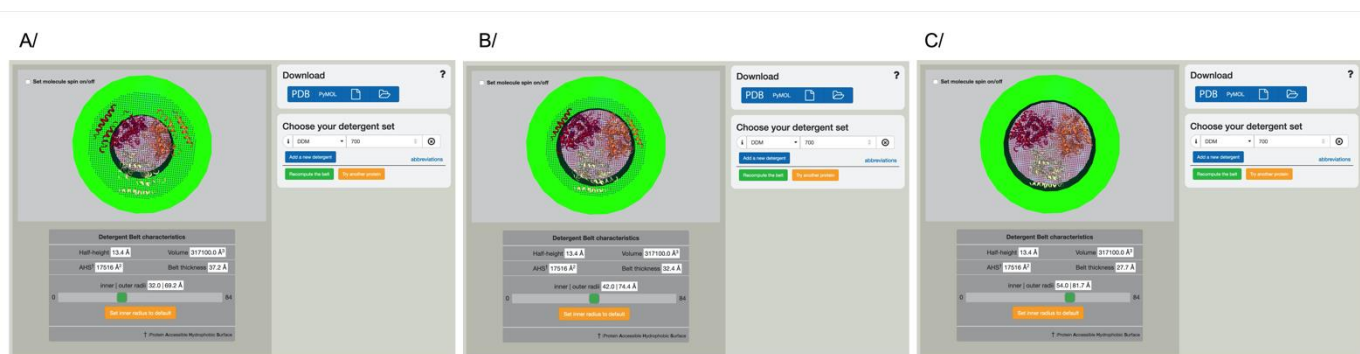 A/
Set molecule spin on/off
Download
?
PDB PyMOL
Choose your detergent set
i DDM 700
Add a new detergent
abbreviations
Recompute the belt Try another protein
Detergent Belt characteristics
Half-height 13.4 Å Volume 317100.0 Å³
AHS† 17516 Å² Belt thickness 37.2 Å
inner | outer radii 32.0 | 69.2 Å
0 84
Set inner radius to default
† :Protein Accessible Hydrophobic Surface
B/
Set molecule spin on/off
Download
?
PDB PyMOL
Choose your detergent set
i DDM 700
Add a new detergent
abbreviations
Recompute the belt Try another protein
Detergent Belt characteristics
Half-height 13.4 Å Volume 317100.0 Å³
AHS† 17516 Å² Belt thickness 32.4 Å
inner | outer radii 42.0 | 74.4 Å
0 84
Set inner radius to default
† :Protein Accessible Hydrophobic Surface
C/
Set molecule spin on/off
Download
?
PDB PyMOL
Choose your detergent set
i DDM 700
Add a new detergent
abbreviations
Recompute the belt Try another protein
Detergent Belt characteristics
Half-height 13.4 Å Volume 317100.0 Å³
AHS† 17516 Å² Belt thickness 27.7 Å
inner | outer radii 54.0 | 81.7 Å
0 84
Set inner radius to default
† :Protein Accessible Hydrophobic Surface